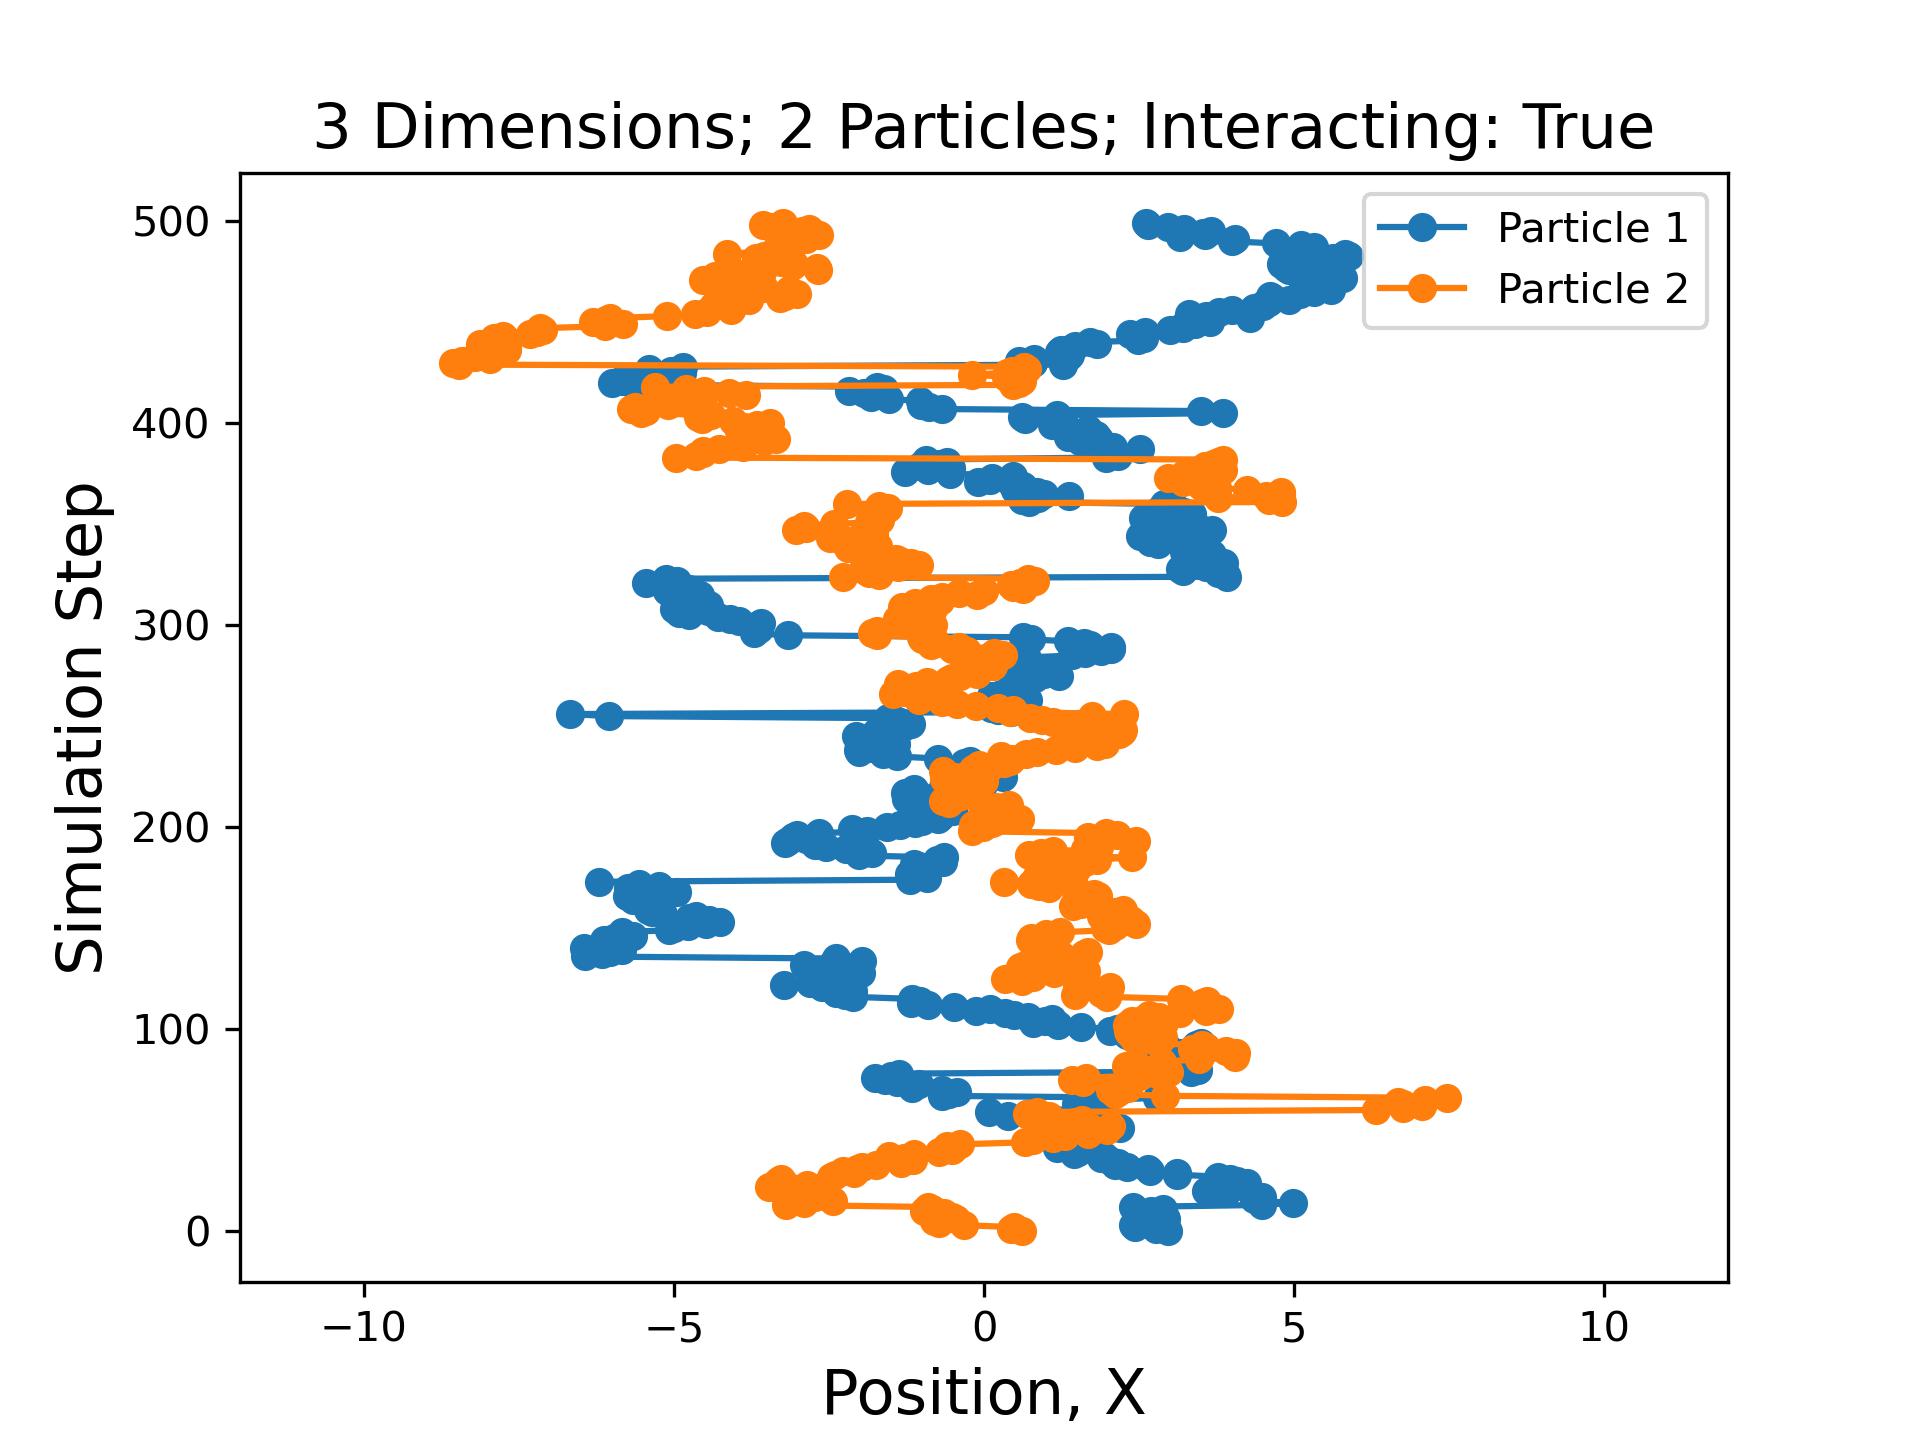 3 Dimensions; 2 Particles; Interacting: True
Particle 1
Particle 2
500
400
300
200
100
0
Simulation Step
−10
−5
0
5
10
Position, X